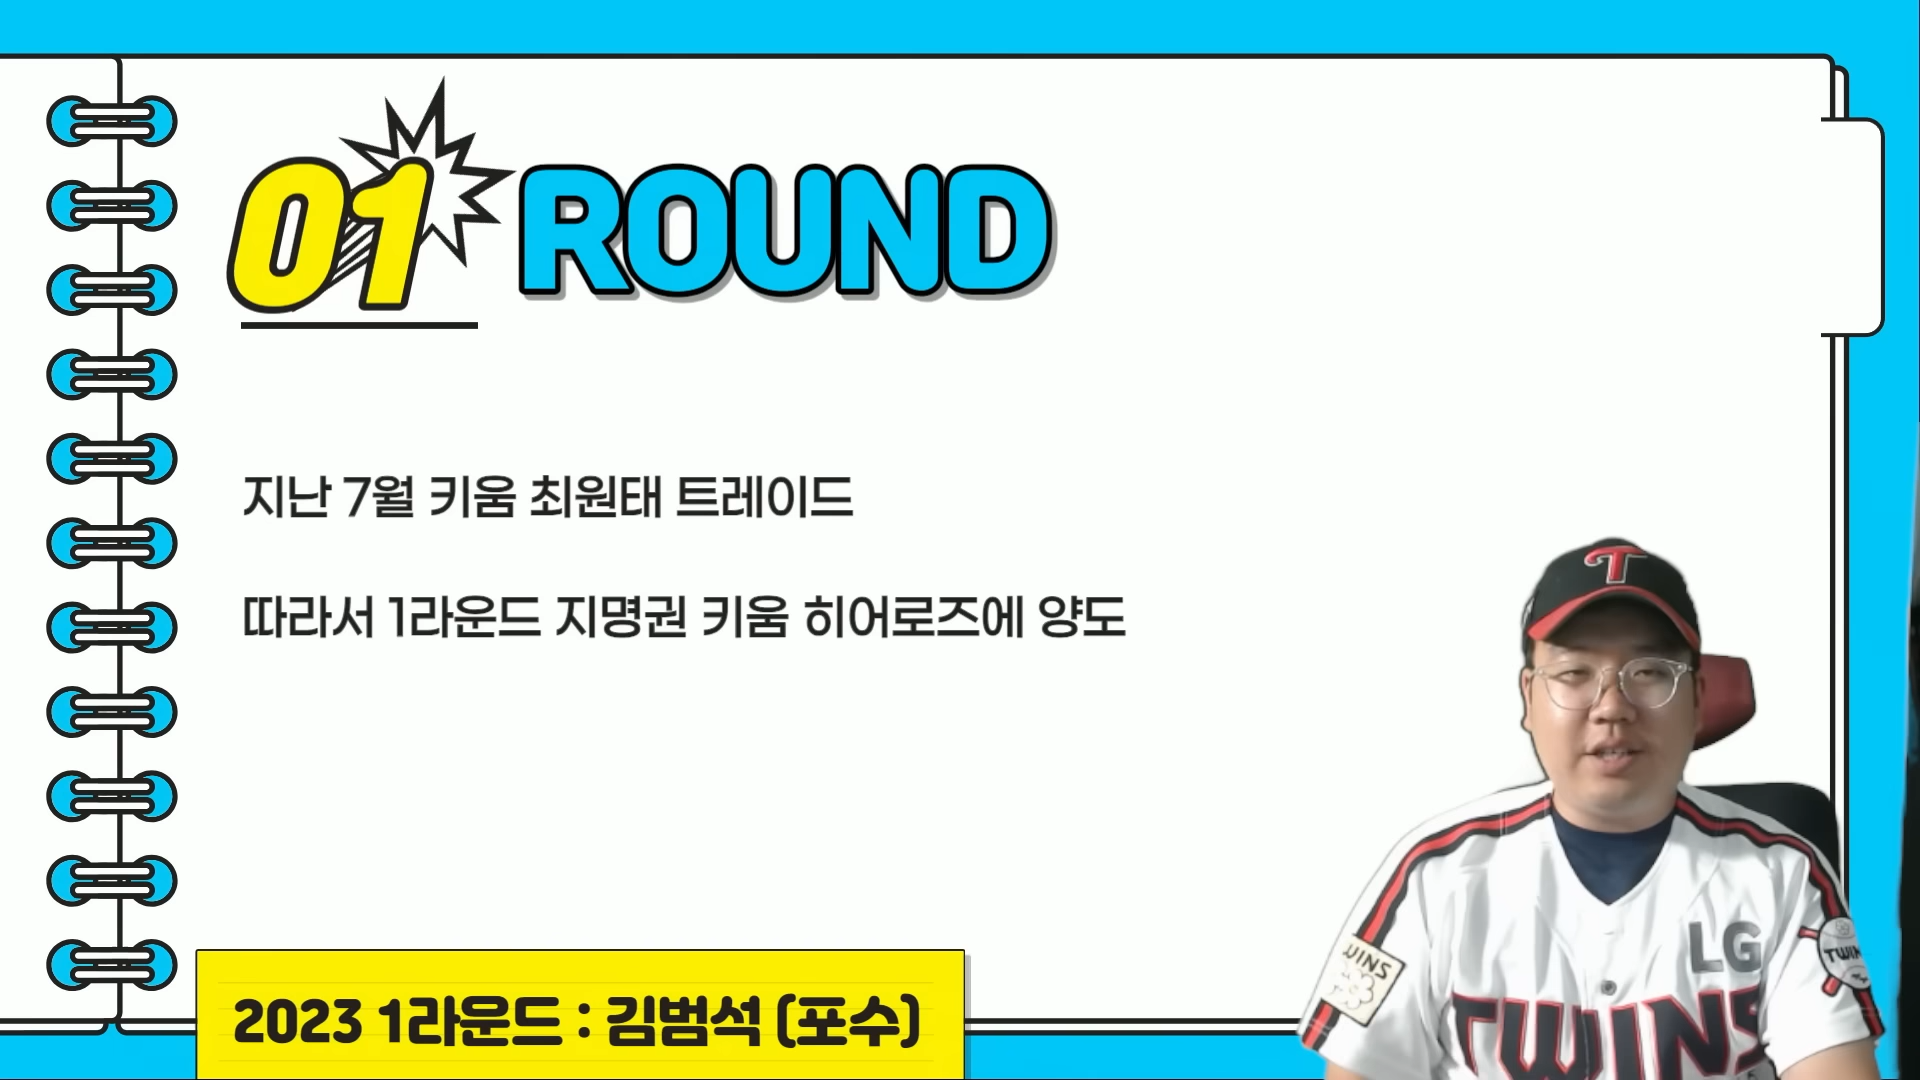 01 ROUND
지난 7월 키움 최원태 트레이드
따라서 1라운드 지명권 키움 히어로즈에 양도
2023 1라운드 : 김범석 (포수)
T
LG
TWINS
WINS
TWIN